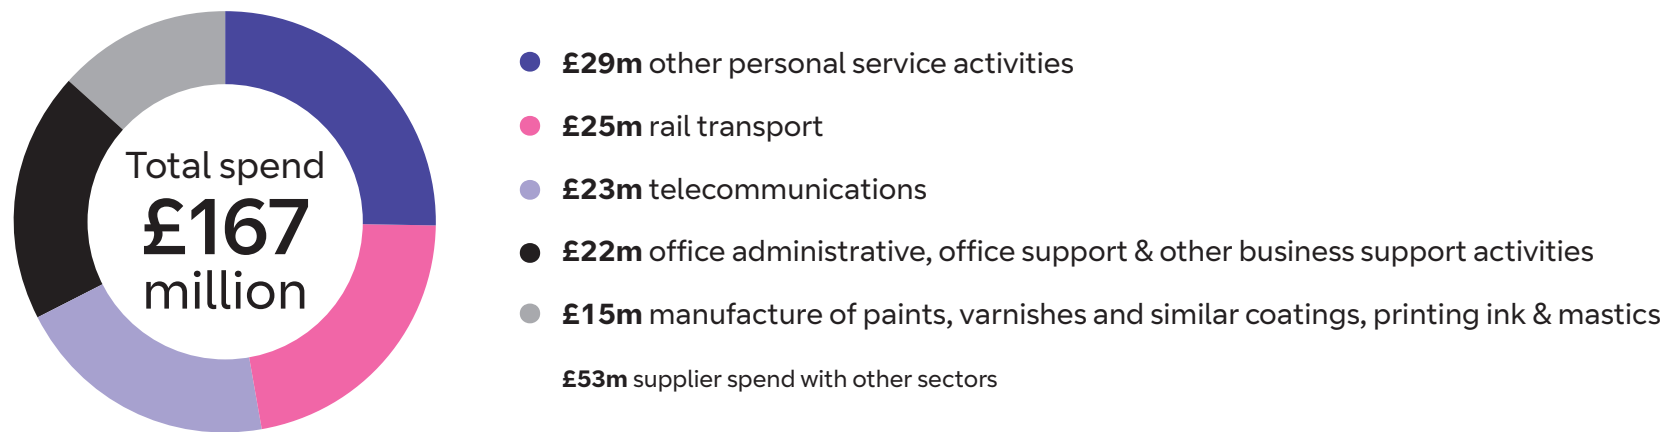 Total spend
£167
million
£29m other personal service activities
£25m rail transport
£23m telecommunications
£22m office administrative, office support & other business support activities
£15m manufacture of paints, varnishes and similar coatings, printing ink & mastics
£53m supplier spend with other sectors